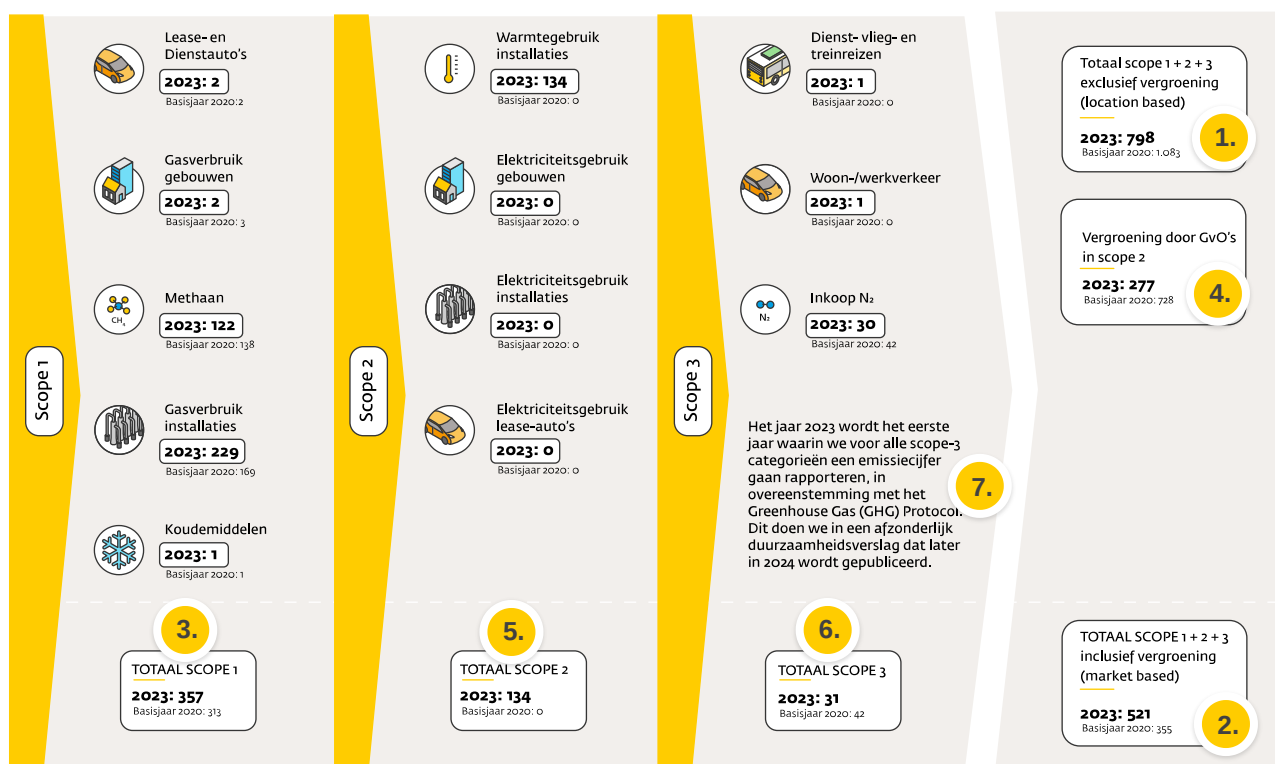 Scope 1
Lease- en
Dienstauto's
2023: 2
Basisjaar 2020:2
Gasverbruik
gebouwen
2023: 2
Basisjaar 2020: 3
CH4
Methaan
2023: 122
Basisjaar 2020: 138
Gasverbruik
installaties
2023: 229
Basisjaar 2020: 169
Koudemiddelen
2023: 1
Basisjaar 2020: 1
3.
TOTAAL SCOPE 1
2023: 357
Basisjaar 2020: 313
Scope 2
Warmtegebruik
installaties
2023: 134
Basisjaar 2020: 0
Elektriciteitsgebruik
gebouwen
2023: 0
Basisjaar 2020: 0
Elektriciteitsgebruik
installaties
2023: 0
Basisjaar 2020: 0
Elektriciteitsgebruik
lease-auto's
2023: 0
Basisjaar 2020: 0
5.
TOTAAL SCOPE 2
2023: 134
Basisjaar 2020: 0
Scope 3
Dienst- vlieg- en
treinreizen
2023: 1
Basisjaar 2020: 0
Woon-/werkverkeer
2023: 1
Basisjaar 2020: 0
N2
Inkoop N2
2023: 30
Basisjaar 2020: 42
Het jaar 2023 wordt het eerste
jaar waarin we voor alle scope-3
categorieën een emissiecijfer
gaan rapporteren, in
overeenstemming met het
Greenhouse Gas (GHG) Protocol.
Dit doen we in een afzonderlijk
duurzaamheidsverslag dat later
in 2024 wordt gepubliceerd.
7.
6.
TOTAAL SCOPE 3
2023: 31
Basisjaar 2020: 42
Totaal scope 1 + 2 + 3
exclusief vergroening
(location based)
2023: 798
Basisjaar 2020: 1.083
1.
Vergroening door GvO's
in scope 2
2023: 277
Basisjaar 2020: 728
4.
TOTAAL SCOPE 1 + 2 + 3
inclusief vergroening
(market based)
2023: 521
Basisjaar 2020: 355
2.